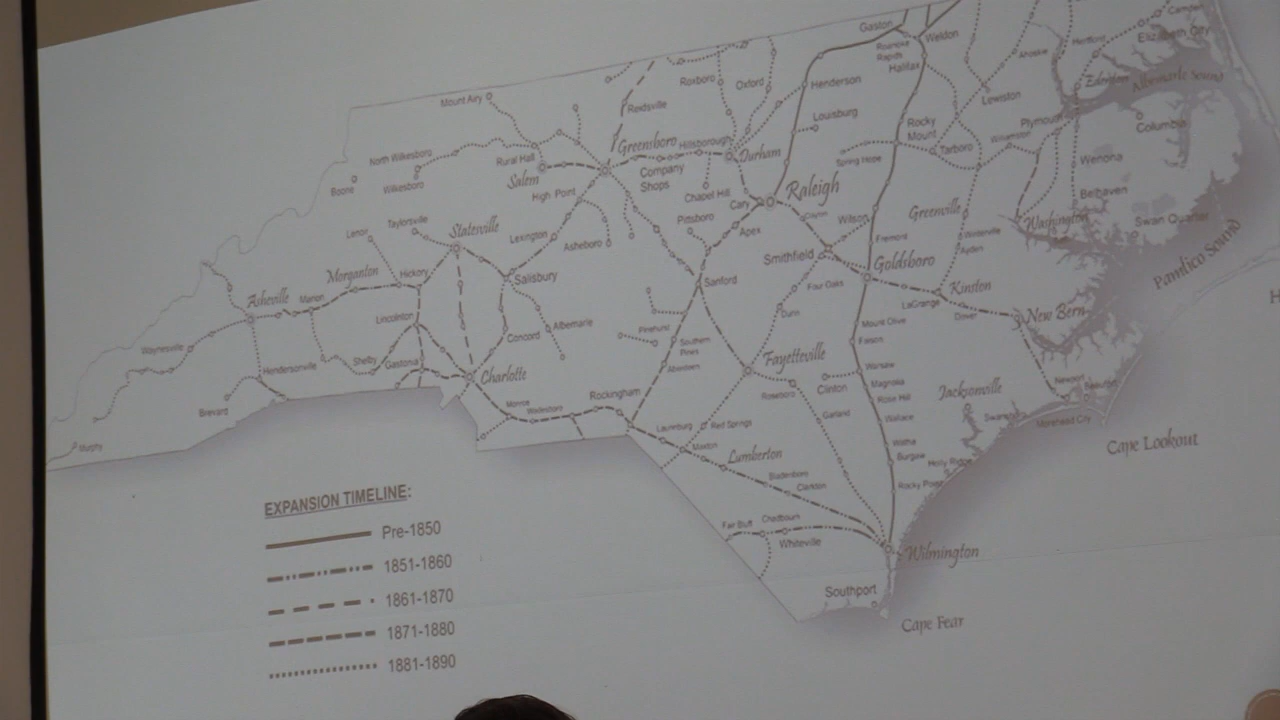 Gaston
Weldon
Roanoke
Rapids
Halifax
Camden
Elizabeth City
Hertford
Ahoskie
Edenton
Albemarle Sound
Roxboro
Oxford
Henderson
Lewiston
Mount Airy
Reidsville
Louisburg
Plymouth
Columbia
Rocky
Mount
Williamston
Greensboro
Hillsborough
Durham
Tarboro
North Wilkesboro
Rural Hall
Spring Hope
Wenona
Salem
Company
Shops
Boone
Wilkesboro
High Point
Chapel Hill
Cary
Raleigh
Belhaven
Taylorsville
Statesville
Pittsboro
Wilson
Greenville
Washington
Swan Quarter
Lenoir
Lexington
Asheboro
Apex
Fremont
Winterville
Ayden
Pamlico Sound
Smithfield
Goldsboro
Morganton
Hickory
Salisbury
Sanford
Four Oaks
Kinston
Asheville
Marion
LaGrange
Dover
New Bern
Lincolnton
Albemarle
Dunn
Mount Olive
Waynesville
Concord
Pinehurst
Southern
Pines
Faison
Shelby
Gastonia
Aberdeen
Fayetteville
Warsaw
Hendersonville
Charlotte
Clinton
Magnolia
Jacksonville
Newport
Beaufort
Rockingham
Roseboro
Rose Hill
Brevard
Monroe
Wadesboro
Garland
Wallace
Swansboro
Morehead City
Laurinburg
Red Springs
Cape Lookout
Murphy
Maxton
Lumberton
Watha
Burgaw
Holly Ridge
Bladenboro
Clarkton
Rocky Point
EXPANSION TIMELINE:
Pre-1850
1851-1860
1861-1870
1871-1880
1881-1890
Fair Bluff
Chadbourn
Whiteville
Wilmington
Southport
Cape Fear